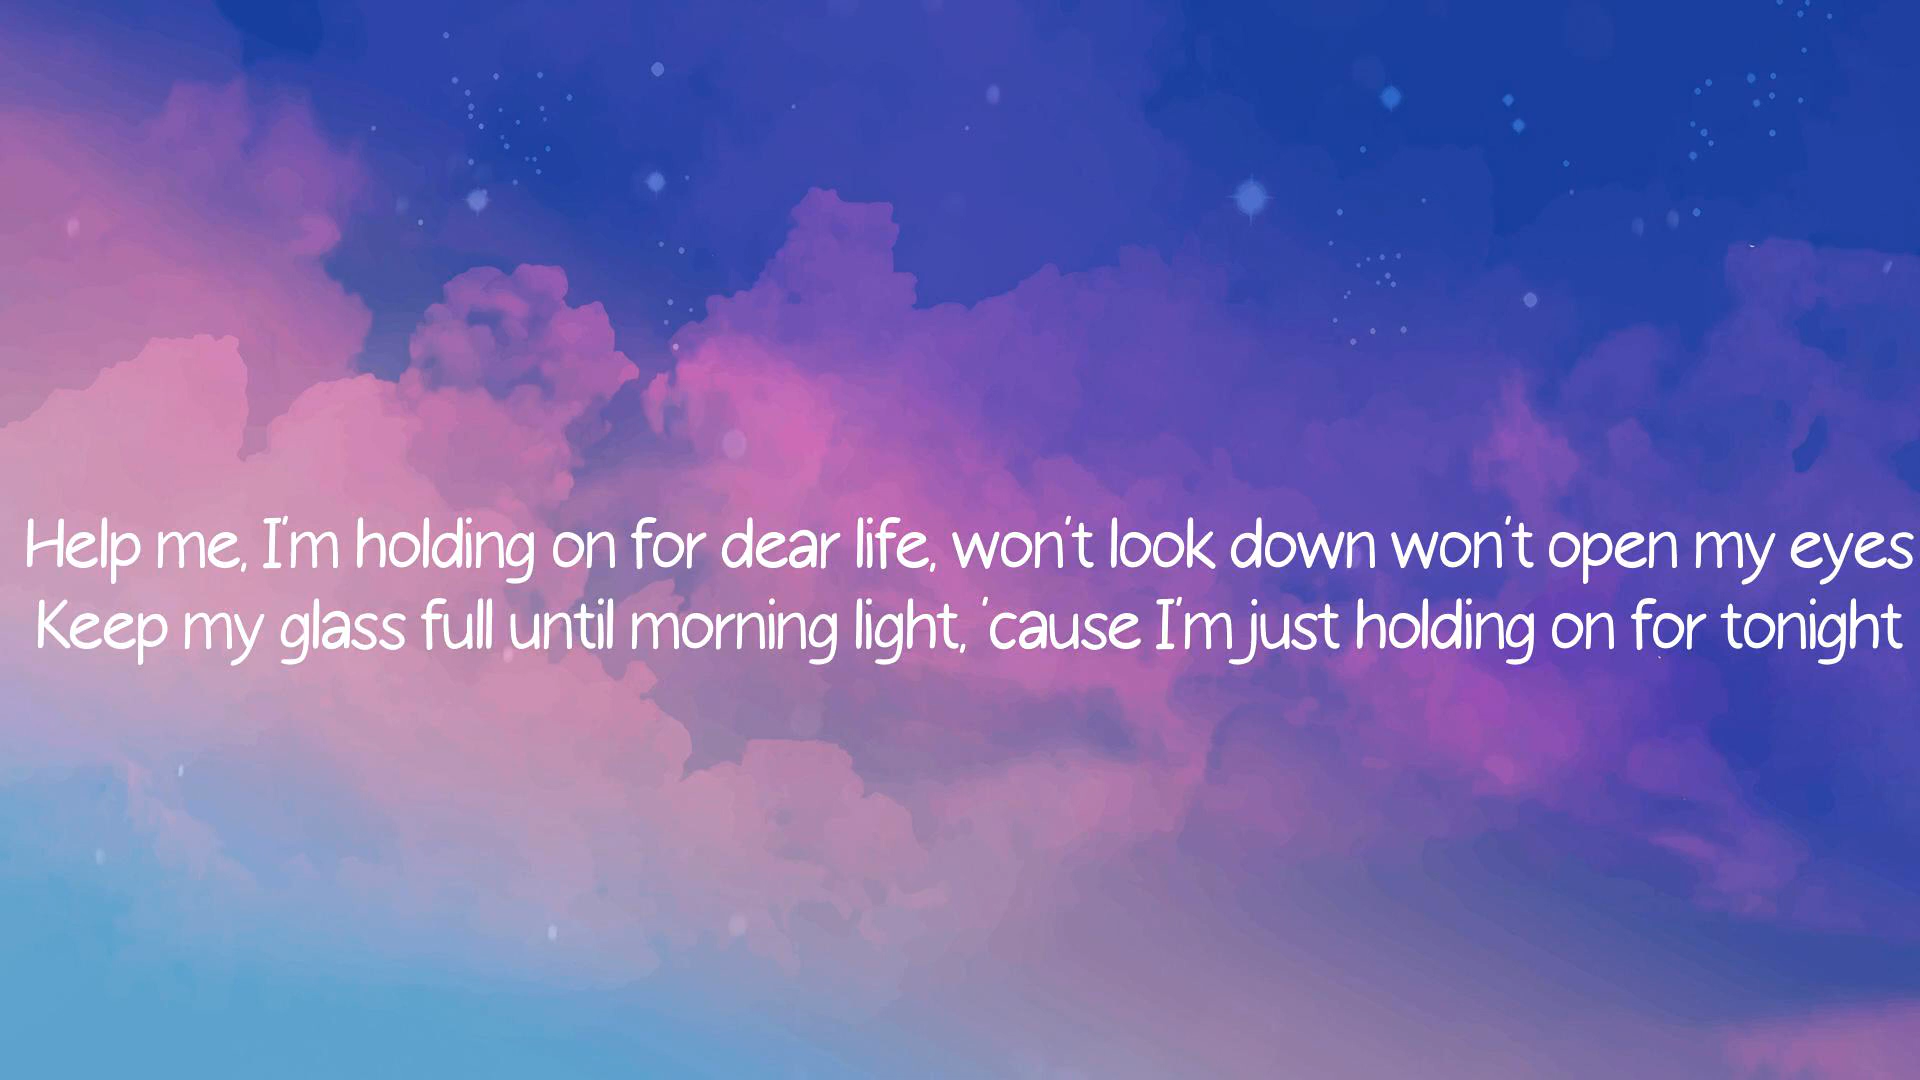 Help me, I'm holding on for dear life, won't look down won't open my eyes
Keep my glass full until morning light, 'cause I'm just holding on for tonight